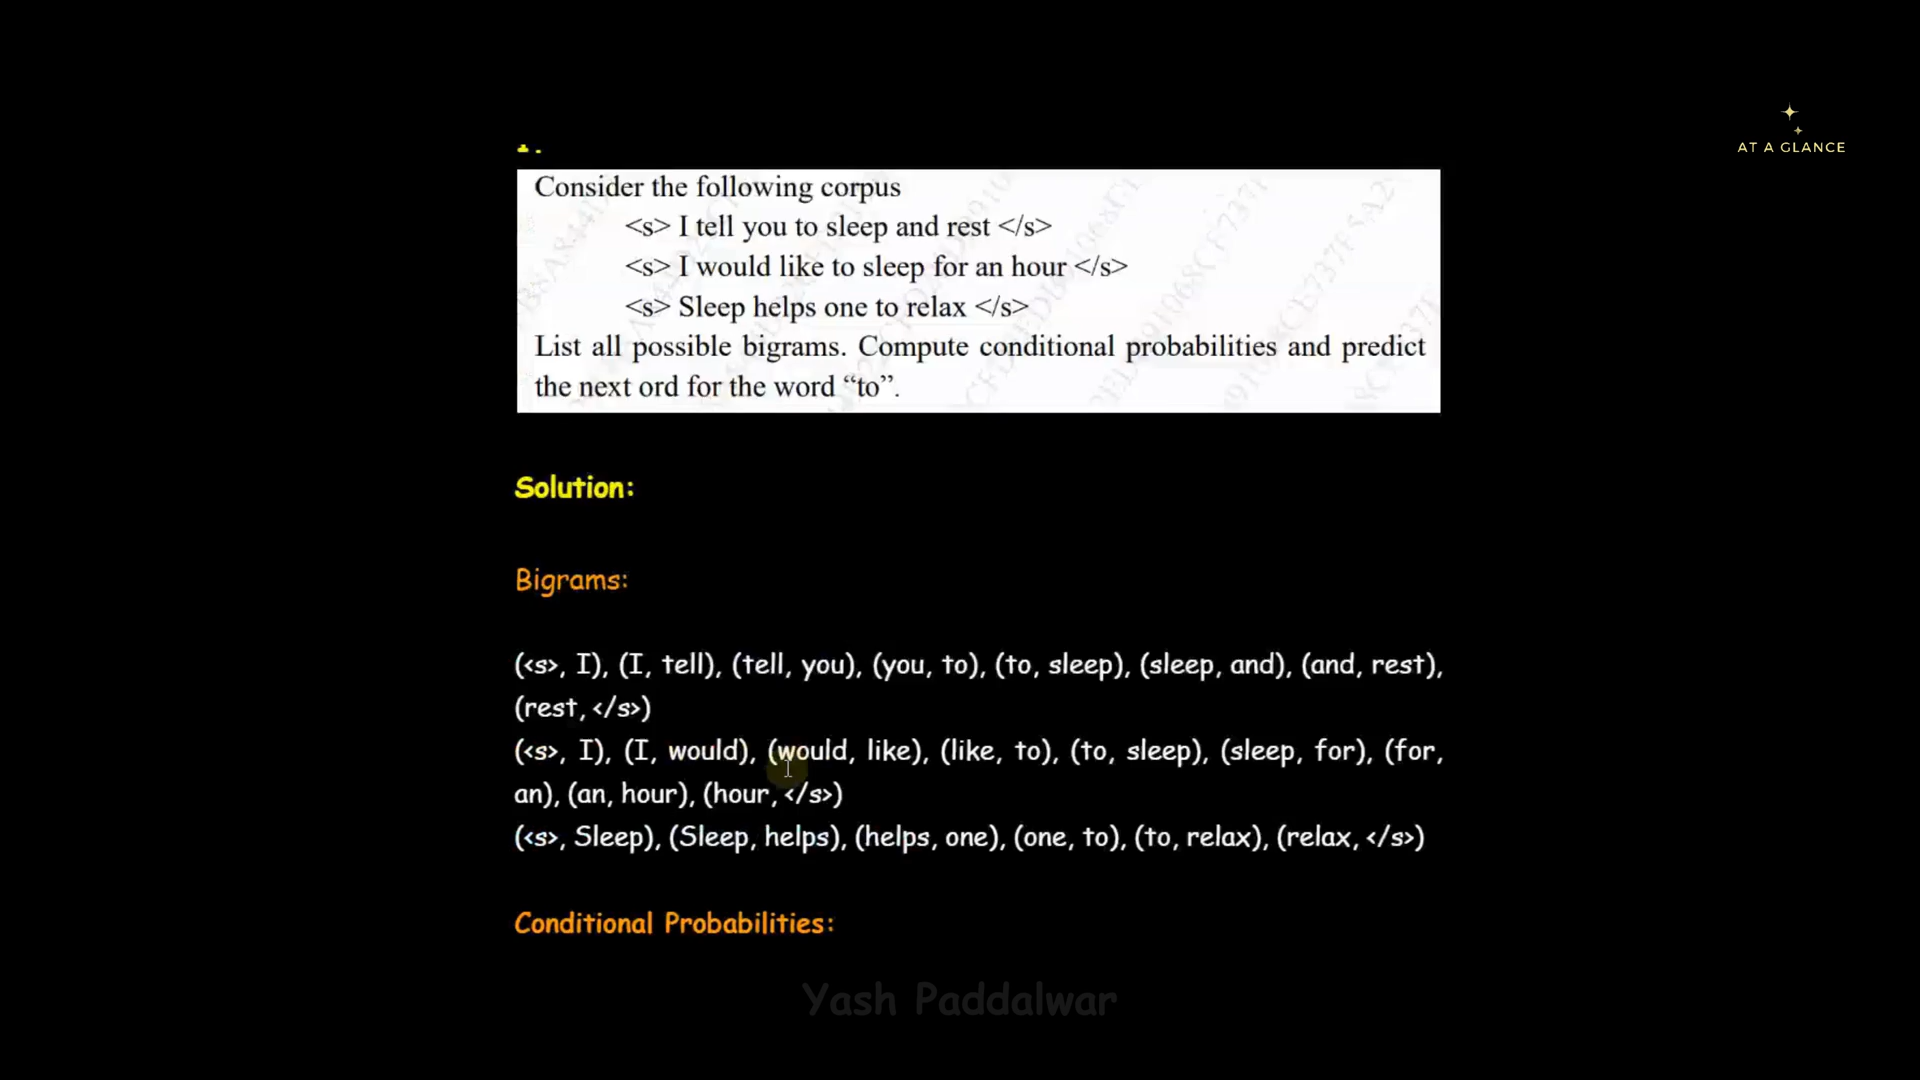 AT A GLANCE
1.
Consider the following corpus
<s> I tell you to sleep and rest </s>
<s> I would like to sleep for an hour </s>
<s> Sleep helps one to relax </s>
List all possible bigrams. Compute conditional probabilities and predict
the next ord for the word “to”.
Solution:
Bigrams:
(<s>, I), (I, tell), (tell, you), (you, to), (to, sleep), (sleep, and), (and, rest),
(rest, </s>)
(<s>, I), (I, would), (would, like), (like, to), (to, sleep), (sleep, for), (for,
an), (an, hour), (hour, </s>)
(<s>, Sleep), (Sleep, helps), (helps, one), (one, to), (to, relax), (relax, </s>)
Conditional Probabilities:
Yash Paddalwar